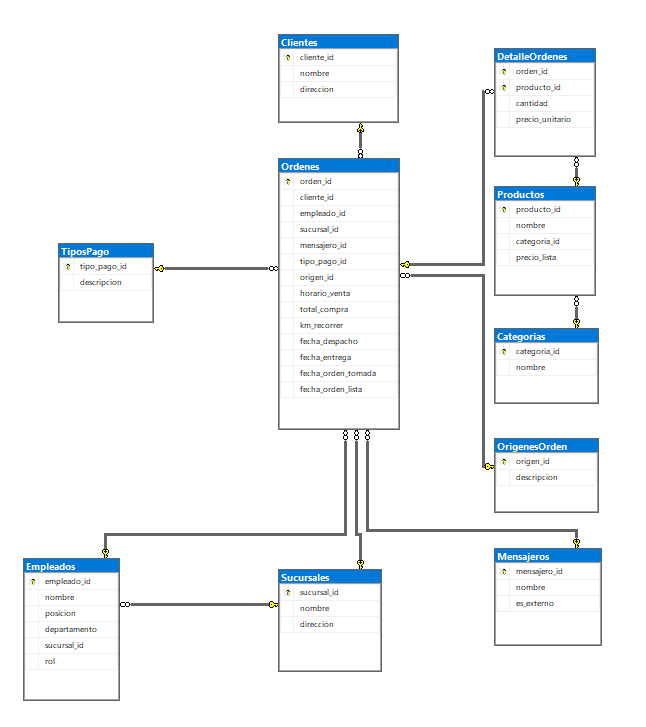 Clientes
cliente_id
nombre
direccion
DetalleOrdenes
orden_id
producto_id
cantidad
precio_unitario
Ordenes
orden_id
cliente_id
empleado_id
sucursal_id
mensajero_id
tipo_pago_id
origen_id
horario_venta
total_compra
km_recorrer
fecha_despacho
fecha_entrega
fecha_orden_tomada
fecha_orden_lista
Productos
producto_id
nombre
categoria_id
precio_lista
TiposPago
tipo_pago_id
descripcion
Categorias
categoria_id
nombre
OrigenesOrden
origen_id
descripcion
Empleados
empleado_id
nombre
posicion
departamento
sucursal_id
rol
Sucursales
sucursal_id
nombre
dirección
Mensajeros
mensajero_id
nombre
es_externo